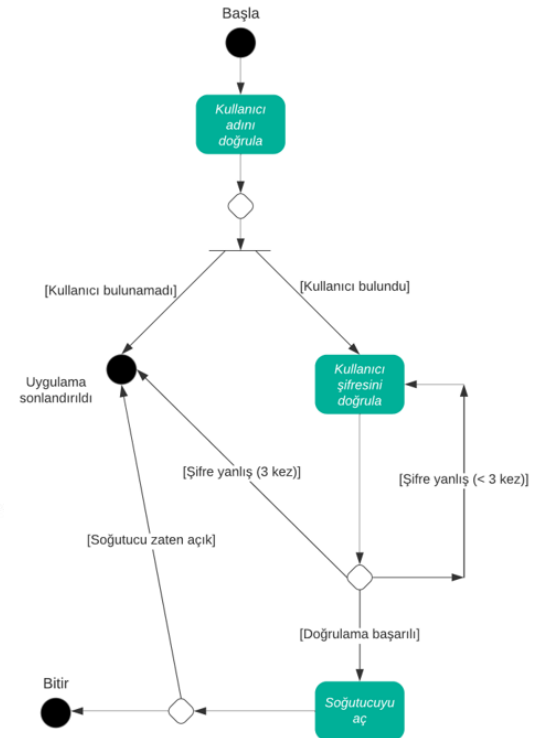 Başla
Kullanıcı
adını
doğrula
[Kullanıcı bulunamadı]
[Kullanıcı bulundu]
Uygulama
sonlandırıldı
Kullanıcı
şifresini
doğrula
[Şifre yanlış (3 kez)]
[Şifre yanlış (< 3 kez)]
[Soğutucu zaten açık]
[Doğrulama başarılı]
Bitir
Soğutucuyu
aç